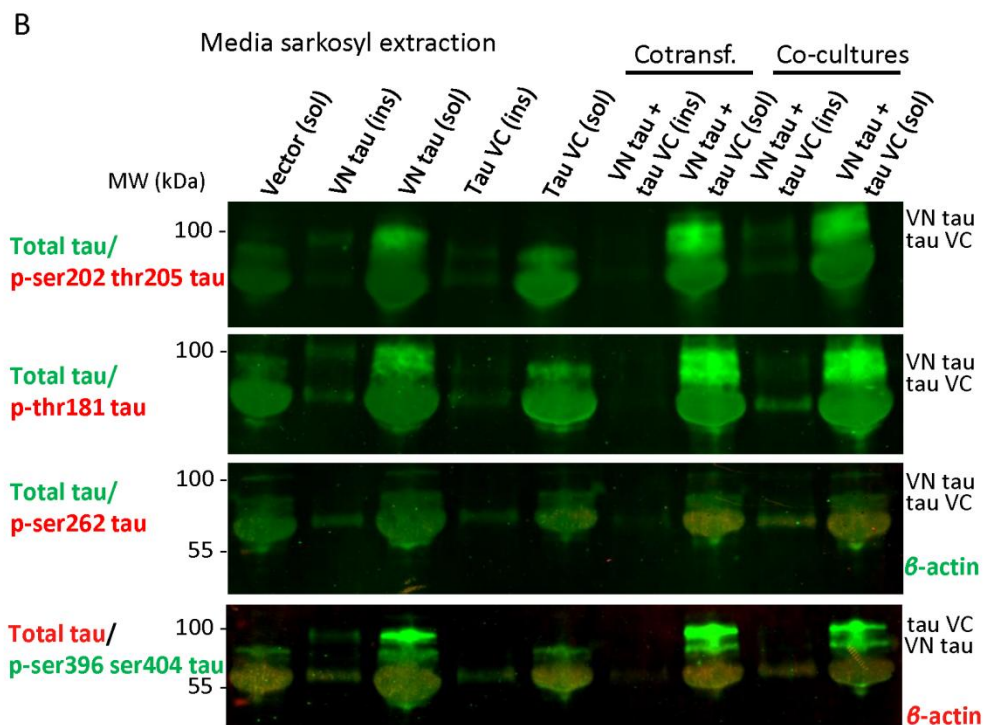 B
Media sarkosyl extraction
Cotransf.
Co-cultures
MW (kDa)
Vector (sol)
VN tau (ins)
VN tau (sol)
Tau VC (ins)
Tau VC (sol)
VN tau +
tau VC (ins)
VN tau +
tau VC (sol)
VN tau +
tau VC (ins)
VN tau +
tau VC (sol)
Total tau/
p-ser202 thr205 tau
100 -
VN tau
tau VC
Total tau/
p-thr181 tau
100 -
VN tau
tau VC
Total tau/
p-ser262 tau
100 -
55 -
VN tau
tau VC
β-actin
Total tau/
p-ser396 ser404 tau
100 -
55 -
tau VC
VN tau
β-actin